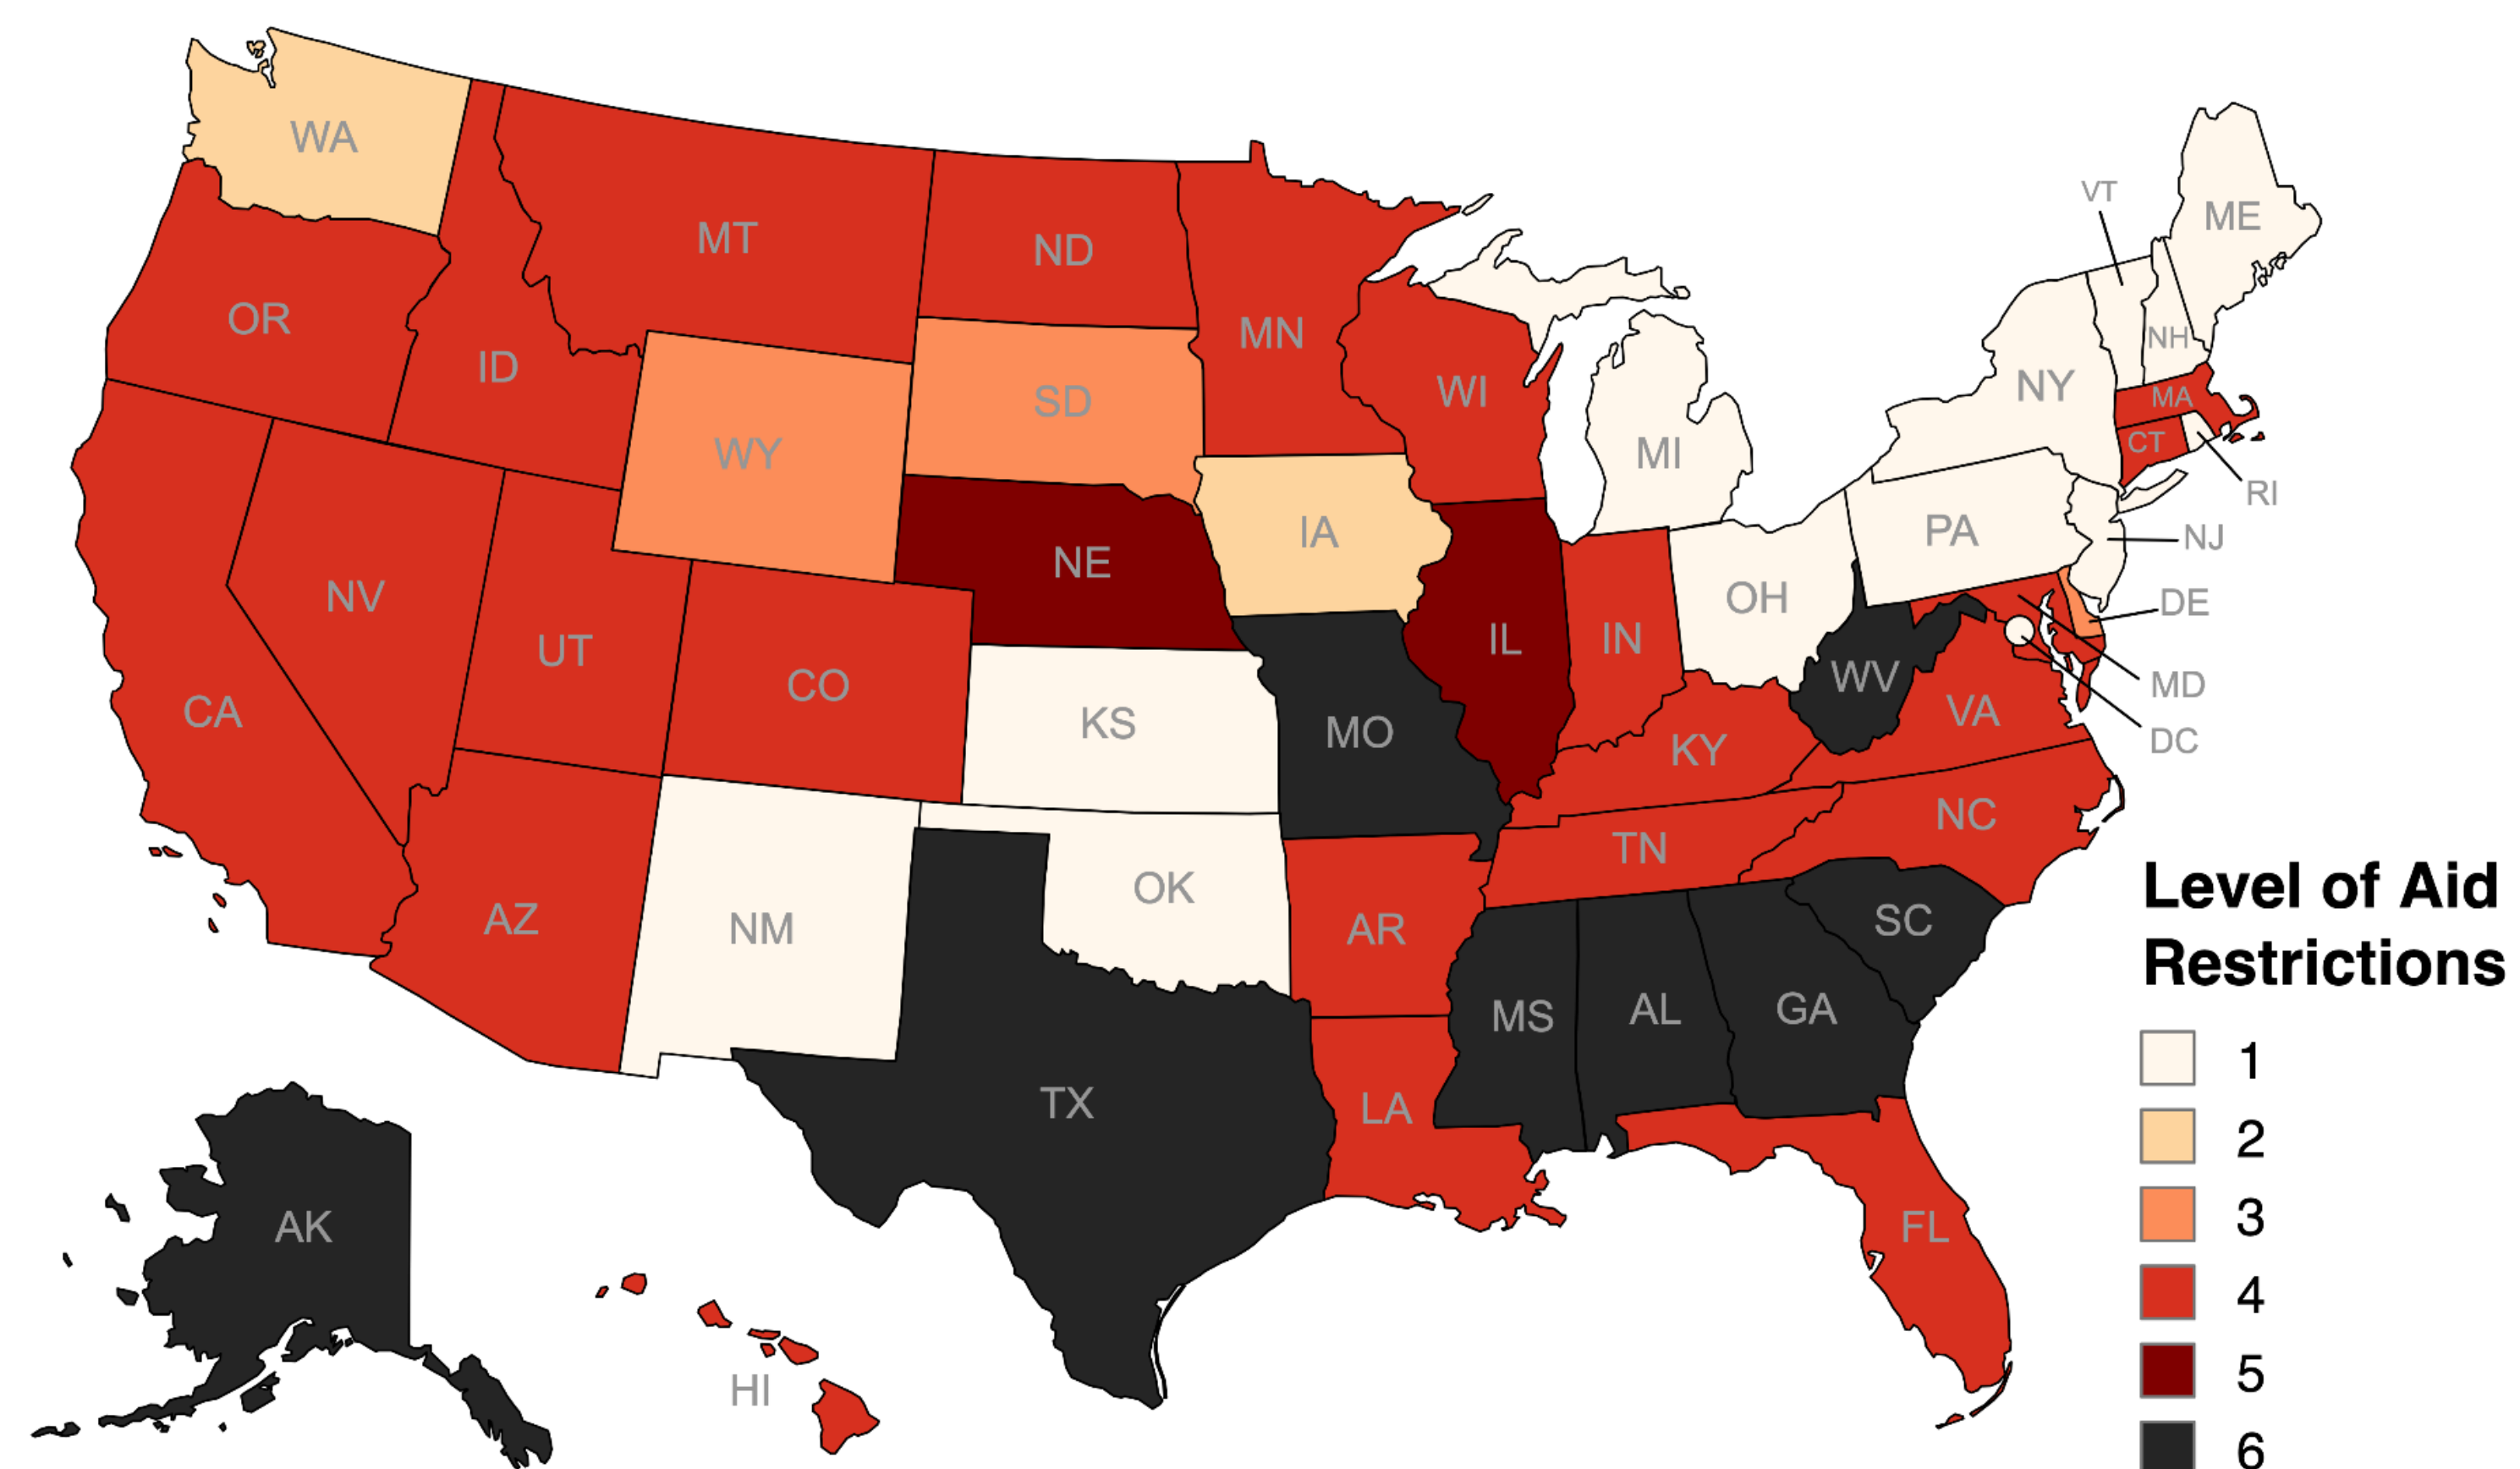 WA
VT
ME
MT
ND
OR
MN
NH
ID
NY
WI
MA
SD
CT
WY
MI
RI
IA
PA
NJ
NE
NV
OH
DE
IL
IN
UT
WV
CO
MD
CA
VA
KS
MO
DC
KY
NC
TN
OK
AZ
NM
AR
SC
MS
AL
GA
TX
LA
AK
FL
HI
Level of Aid
Restrictions
1
2
3
4
5
6